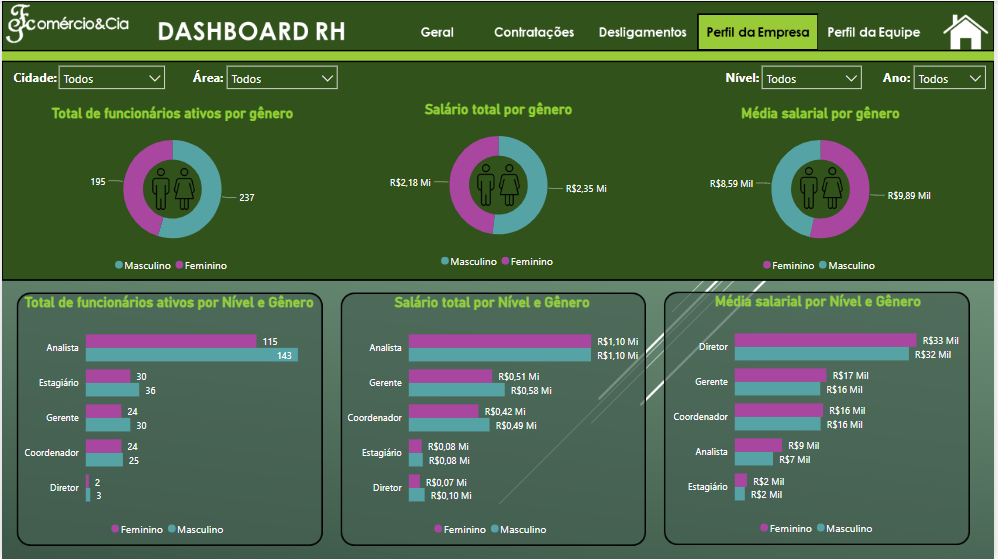 Comércio&Cia
DASHBOARD RH
Geral
Contratações
Desligamentos
Perfil da Empresa
Perfil da Equipe
Cidade: Todos
Área: Todos
Nível: Todos
Ano: Todos
Total de funcionários ativos por gênero
195
237
Masculino Feminino
Salário total por gênero
R$2,18 Mi
R$2,35 Mi
Masculino Feminino
Média salarial por gênero
R$8,59 Mil
R$9,89 Mil
Feminino Masculino
Total de funcionários ativos por Nível e Gênero
Analista
115
143
Estagiário
30
36
Gerente
24
30
Coordenador
24
25
Diretor
2
3
Feminino Masculino
Salário total por Nível e Gênero
Analista
R$1,10 Mi
R$1,10 Mi
Gerente
R$0,51 Mi
R$0,58 Mi
Coordenador
R$0,42 Mi
R$0,49 Mi
Estagiário
R$0,08 Mi
R$0,08 Mi
Diretor
R$0,07 Mi
R$0,10 Mi
Feminino Masculino
Média salarial por Nível e Gênero
Diretor
R$33 Mil
R$32 Mil
Gerente
R$17 Mil
R$16 Mil
Coordenador
R$16 Mil
R$16 Mil
Analista
R$9 Mil
R$7 Mil
Estagiário
R$2 Mil
R$2 Mil
Feminino Masculino